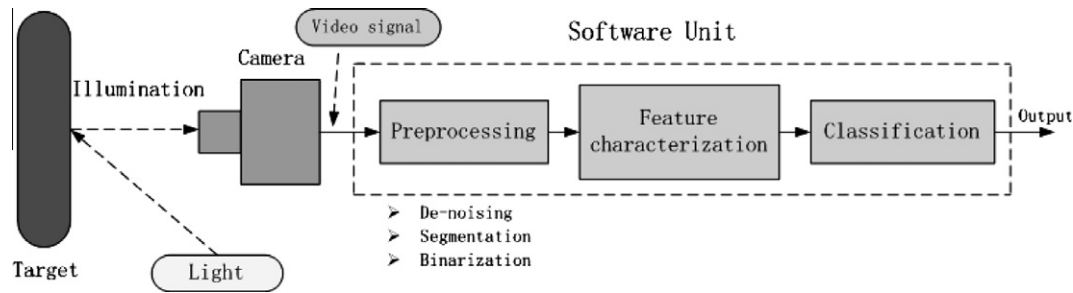 Video signal
Software Unit
Camera
Illumination
Preprocessing
Feature
characterization
Classification
Output
De-noising
Segmentation
Binarization
Target
Light